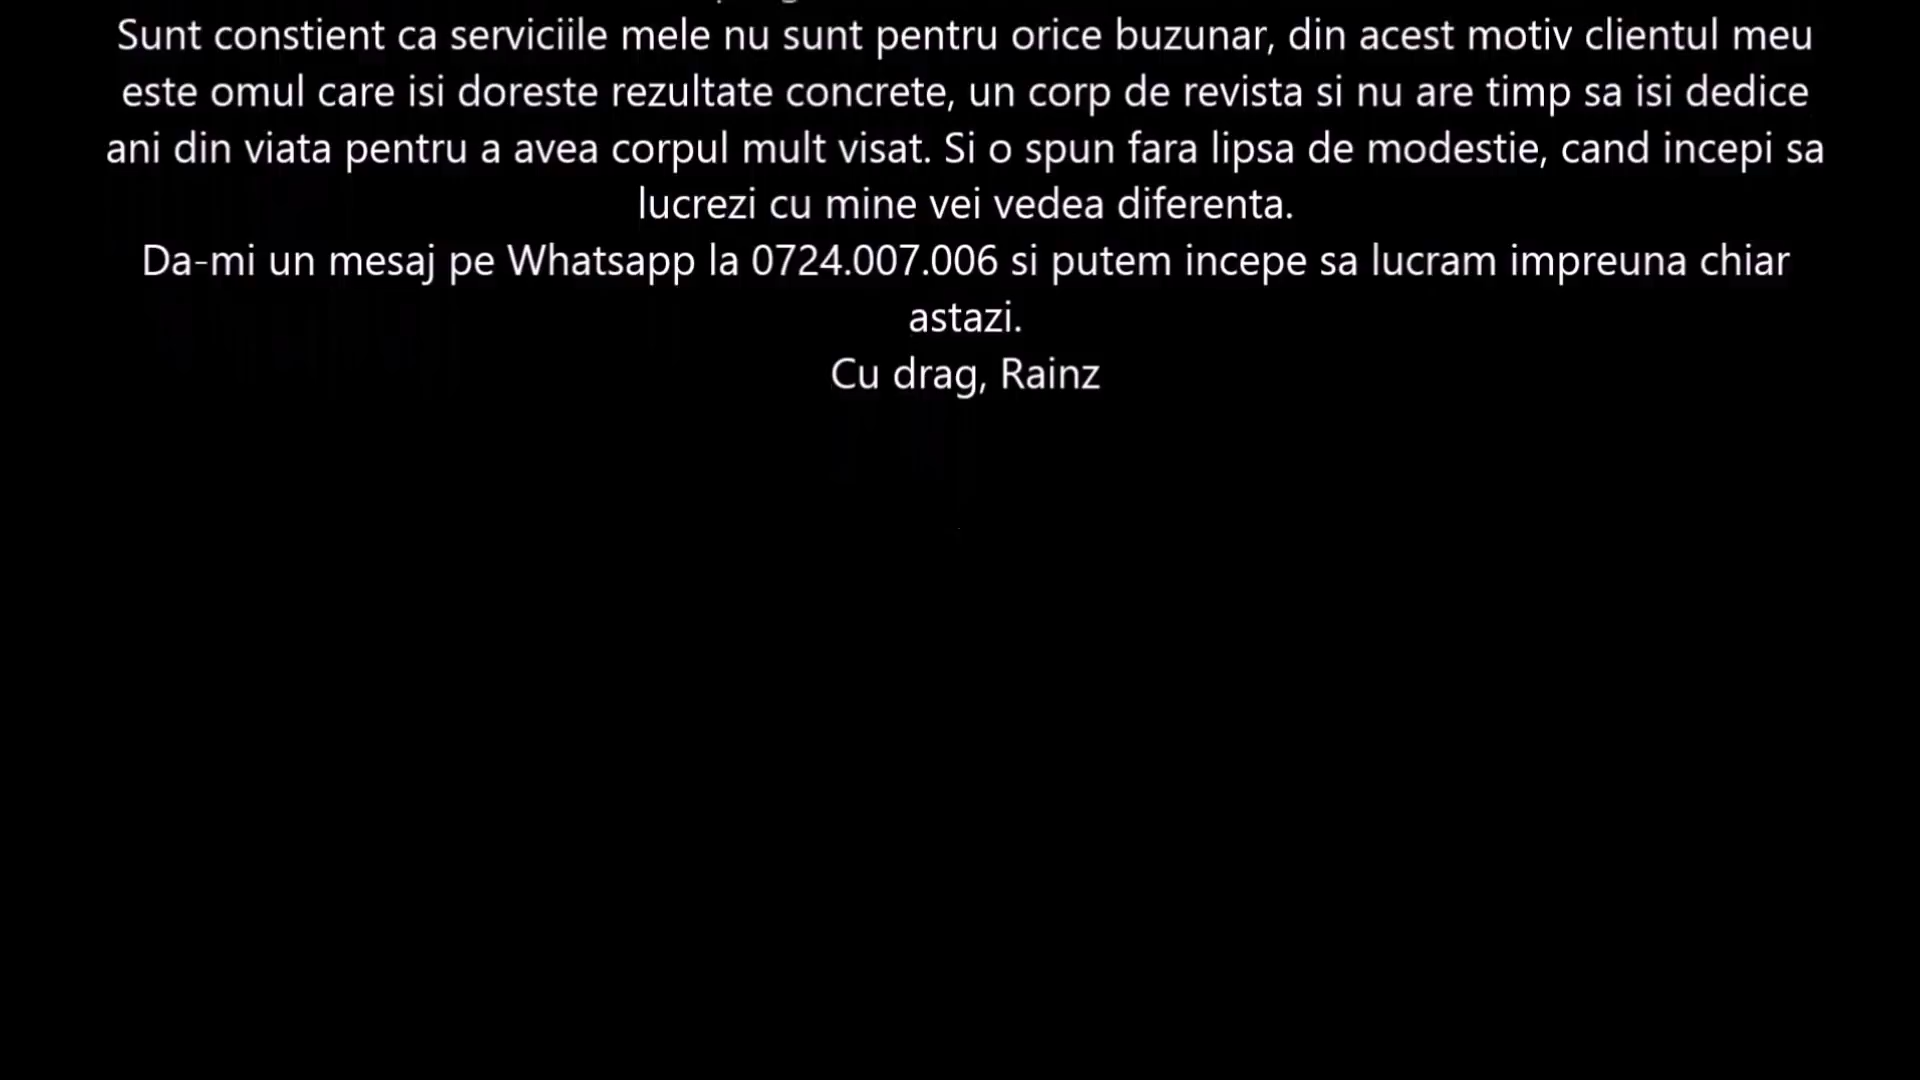 Sunt constient ca serviciile mele nu sunt pentru orice buzunar, din acest motiv clientul meu
este omul care isi doreste rezultate concrete, un corp de revista si nu are timp sa isi dedice
ani din viata pentru a avea corpul mult visat. Si o spun fara lipsa de modestie, cand incepi sa
lucrezi cu mine vei vedea diferenta.
Da-mi un mesaj pe Whatsapp la 0724.007.006 si putem incepe sa lucram impreuna chiar
astazi.
Cu drag, Rainz